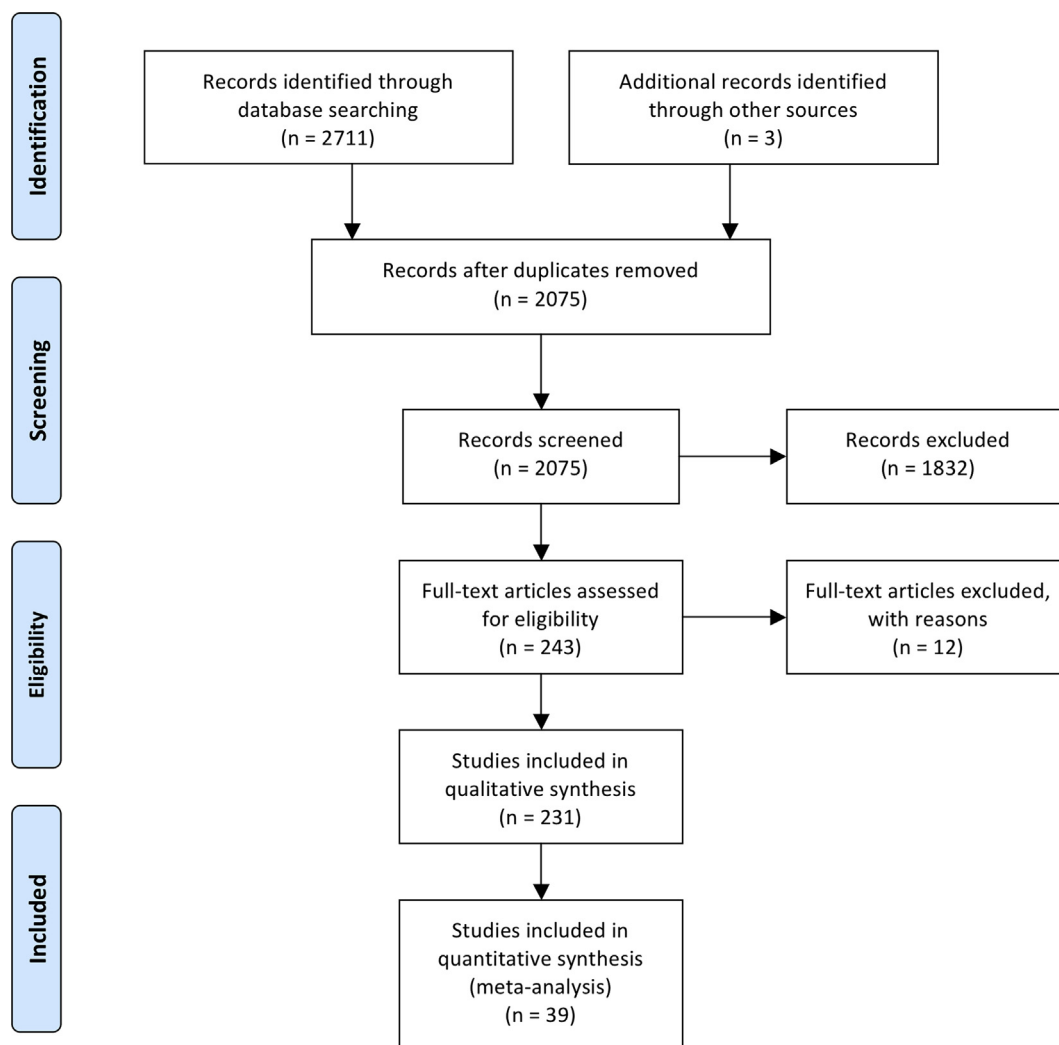 Identification
Records identified through
database searching
(n = 2711)
Additional records identified
through other sources
(n = 3)
Records after duplicates removed
(n = 2075)
Screening
Records screened
(n = 2075)
Records excluded
(n = 1832)
Eligibility
Full-text articles assessed
for eligibility
(n = 243)
Full-text articles excluded,
with reasons
(n = 12)
Studies included in
qualitative synthesis
(n = 231)
Included
Studies included in
quantitative synthesis
(meta-analysis)
(n = 39)